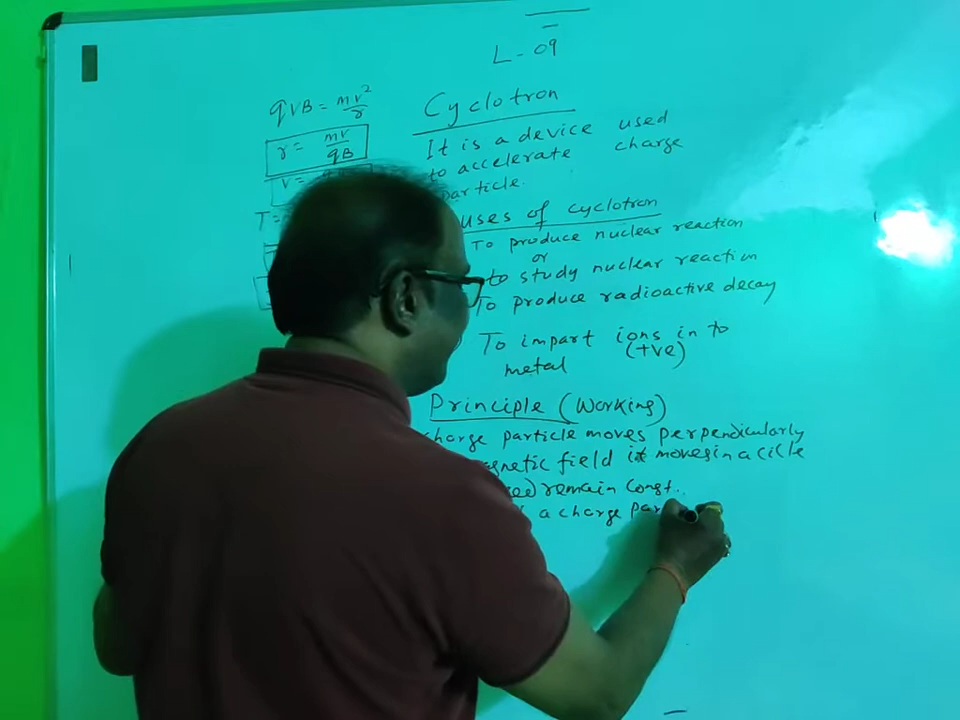 L-09
qVB = mv²/r
r = mv/qB
V =
T =
Cyclotron
It is a device used
to accelerate charge
particle.
uses of cyclotron
To produce nuclear reaction
or
to study nuclear reaction
To produce radioactive decay
To impart ions in to
(+ve)
metal
Principle (Working)
charge particle moves perpendicularly
field it moves in a cicle
remain const.
a charge Par